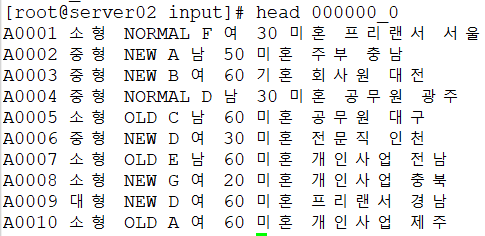 [root@server02 input]# head 000000_0
A0001 소형 NORMAL F 여 30 미혼 프리랜서 서울
A0002 중형 NEW A 남 50 미혼 주부 충남
A0003 중형 NEW B 여 60 기혼 회사원 대전
A0004 중형 NORMAL D 남 30 미혼 공무원 광주
A0005 소형 OLD C 남 60 미혼 공무원 대구
A0006 중형 NEW D 여 30 미혼 전문직 인천
A0007 소형 OLD E 남 60 미혼 개인사업 전남
A0008 소형 NEW G 여 20 미혼 개인사업 충북
A0009 대형 NEW D 여 60 미혼 프리랜서 경남
A0010 소형 OLD A 여 60 미혼 개인사업 제주